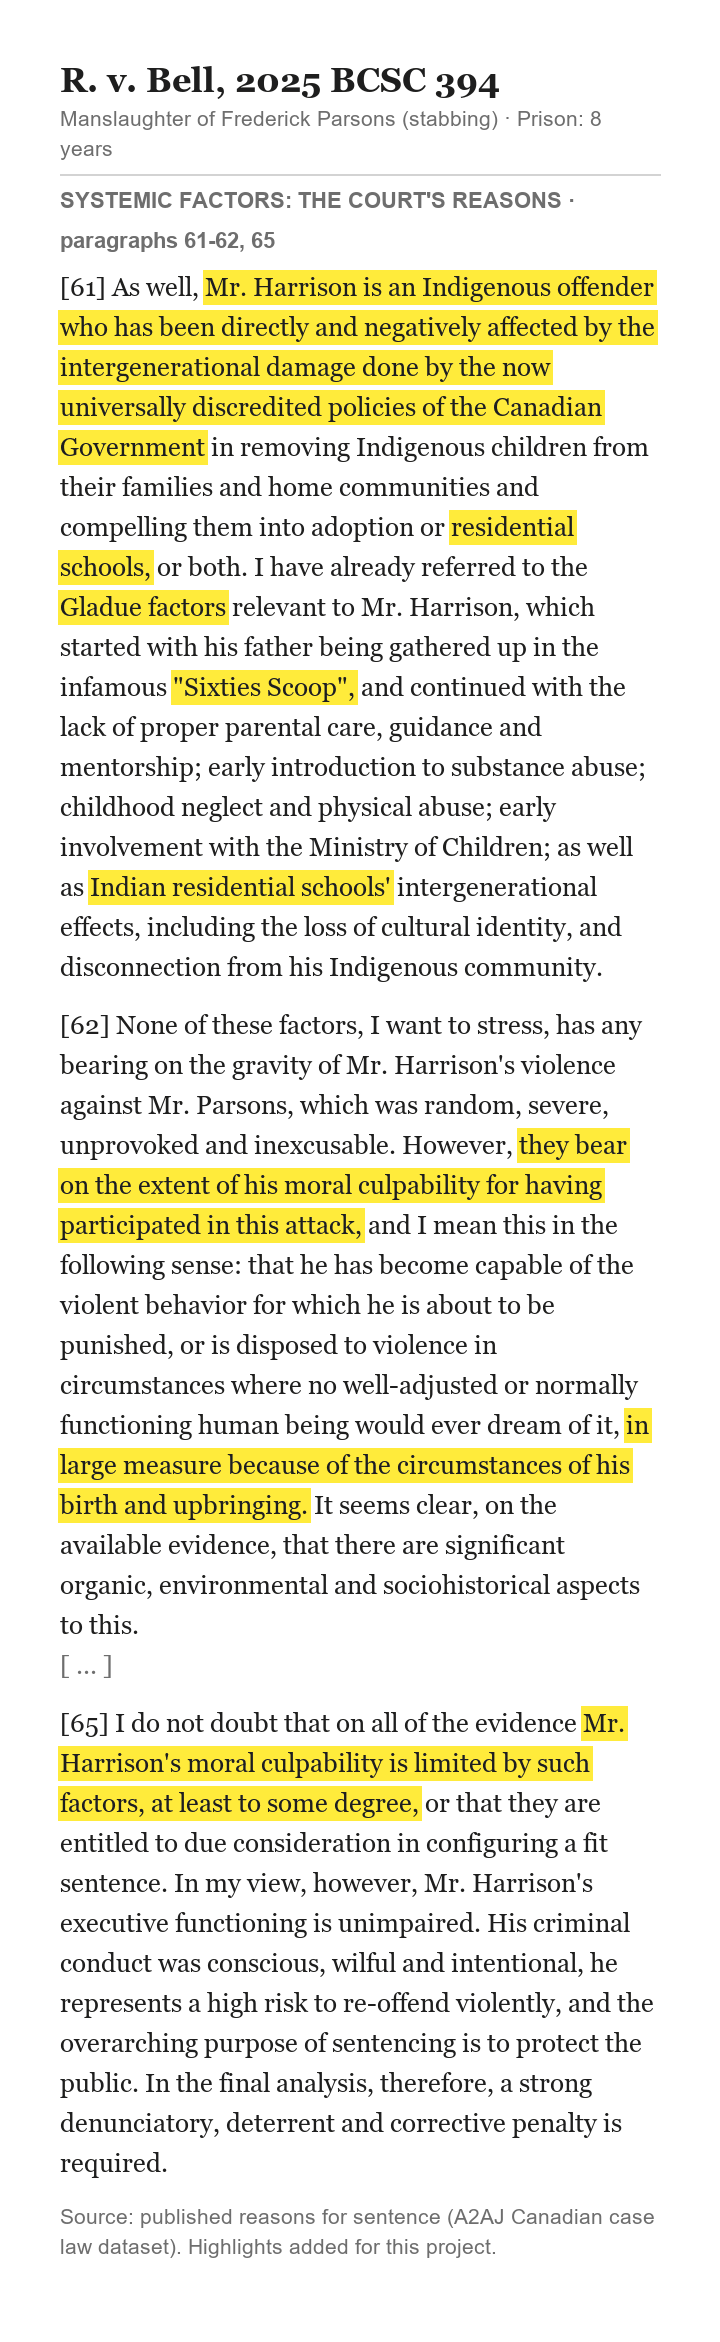 R. v. Bell, 2025 BCSC 394
Manslaughter of Frederick Parsons (stabbing) · Prison: 8
years
SYSTEMIC FACTORS: THE COURT'S REASONS ·
paragraphs 61-62, 65
[61] As well, Mr. Harrison is an Indigenous offender
who has been directly and negatively affected by the
intergenerational damage done by the now
universally discredited policies of the Canadian
Government in removing Indigenous children from
their families and home communities and
compelling them into adoption or residential
schools, or both. I have already referred to the
Gladue factors relevant to Mr. Harrison, which
started with his father being gathered up in the
infamous "Sixties Scoop", and continued with the
lack of proper parental care, guidance and
mentorship; early introduction to substance abuse;
childhood neglect and physical abuse; early
involvement with the Ministry of Children; as well
as Indian residential schools' intergenerational
effects, including the loss of cultural identity, and
disconnection from his Indigenous community.
[62] None of these factors, I want to stress, has any
bearing on the gravity of Mr. Harrison's violence
against Mr. Parsons, which was random, severe,
unprovoked and inexcusable. However, they bear
on the extent of his moral culpability for having
participated in this attack, and I mean this in the
following sense: that he has become capable of the
violent behavior for which he is about to be
punished, or is disposed to violence in
circumstances where no well-adjusted or normally
functioning human being would ever dream of it, in
large measure because of the circumstances of his
birth and upbringing. It seems clear, on the
available evidence, that there are significant
organic, environmental and sociohistorical aspects
to this.
[ ... ]
[65] I do not doubt that on all of the evidence Mr.
Harrison's moral culpability is limited by such
factors, at least to some degree, or that they are
entitled to due consideration in configuring a fit
sentence. In my view, however, Mr. Harrison's
executive functioning is unimpaired. His criminal
conduct was conscious, wilful and intentional, he
represents a high risk to re-offend violently, and the
overarching purpose of sentencing is to protect the
public. In the final analysis, therefore, a strong
denunciatory, deterrent and corrective penalty is
required.
Source: published reasons for sentence (A2AJ Canadian case
law dataset). Highlights added for this project.